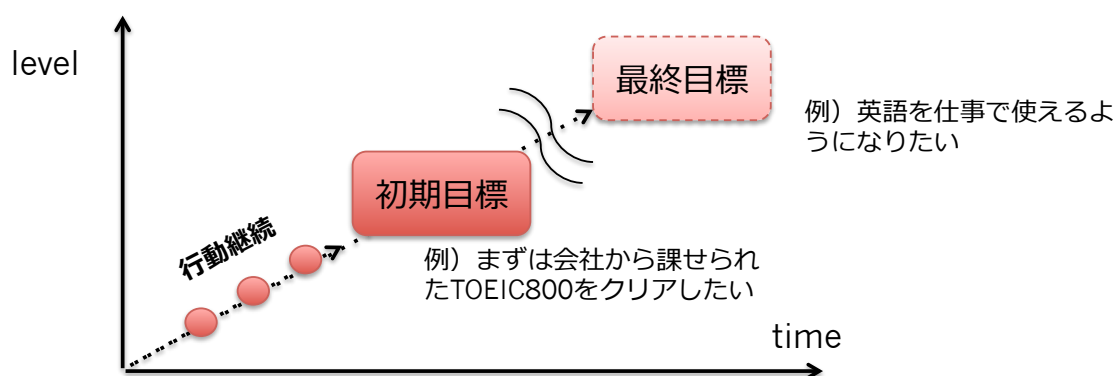 level
最終目標
例）英語を仕事で使えるよ
うになりたい
初期目標
行動継続
例）まずは会社から課せられ
たTOEIC800をクリアしたい
time